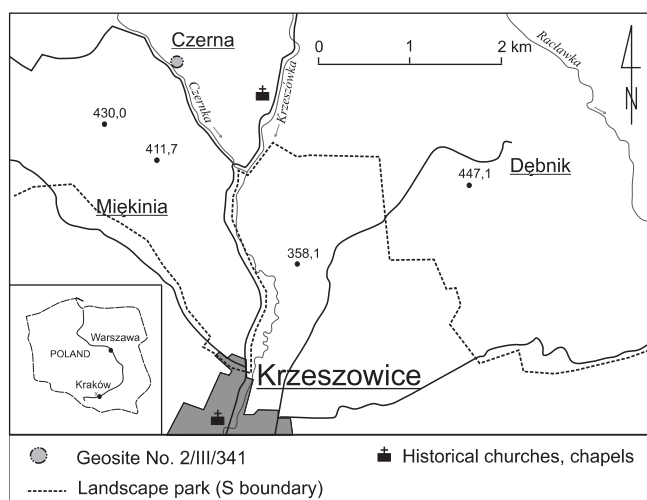 Czerna
0 1 2 km
Racławka
Czernka
Krzeszówka
N
430,0
411,7
447,1
Dębnik
Miękinia
358,1
POLAND
Warszawa
Kraków
Krzeszowice
Geosite No. 2/III/341
Historical churches, chapels
Landscape park (S boundary)